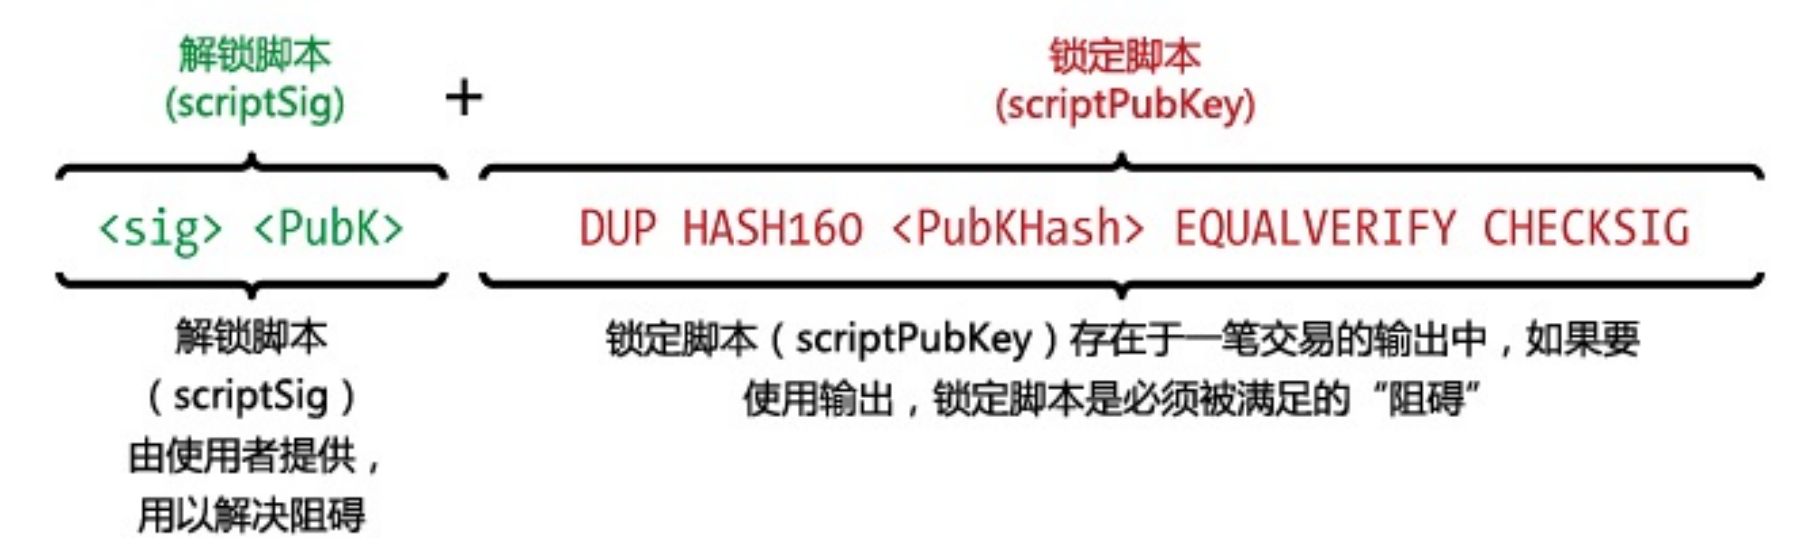 解锁脚本
(scriptSig)
+
锁定脚本
(scriptPubKey)
<sig> <PubK>
DUP HASH160 <PubKHash> EQUALVERIFY CHECKSIG
解锁脚本
（scriptSig）
由使用者提供，
用以解决阻碍
锁定脚本（scriptPubKey）存在于一笔交易的输出中，如果要
使用输出，锁定脚本是必须被满足的“阻碍”